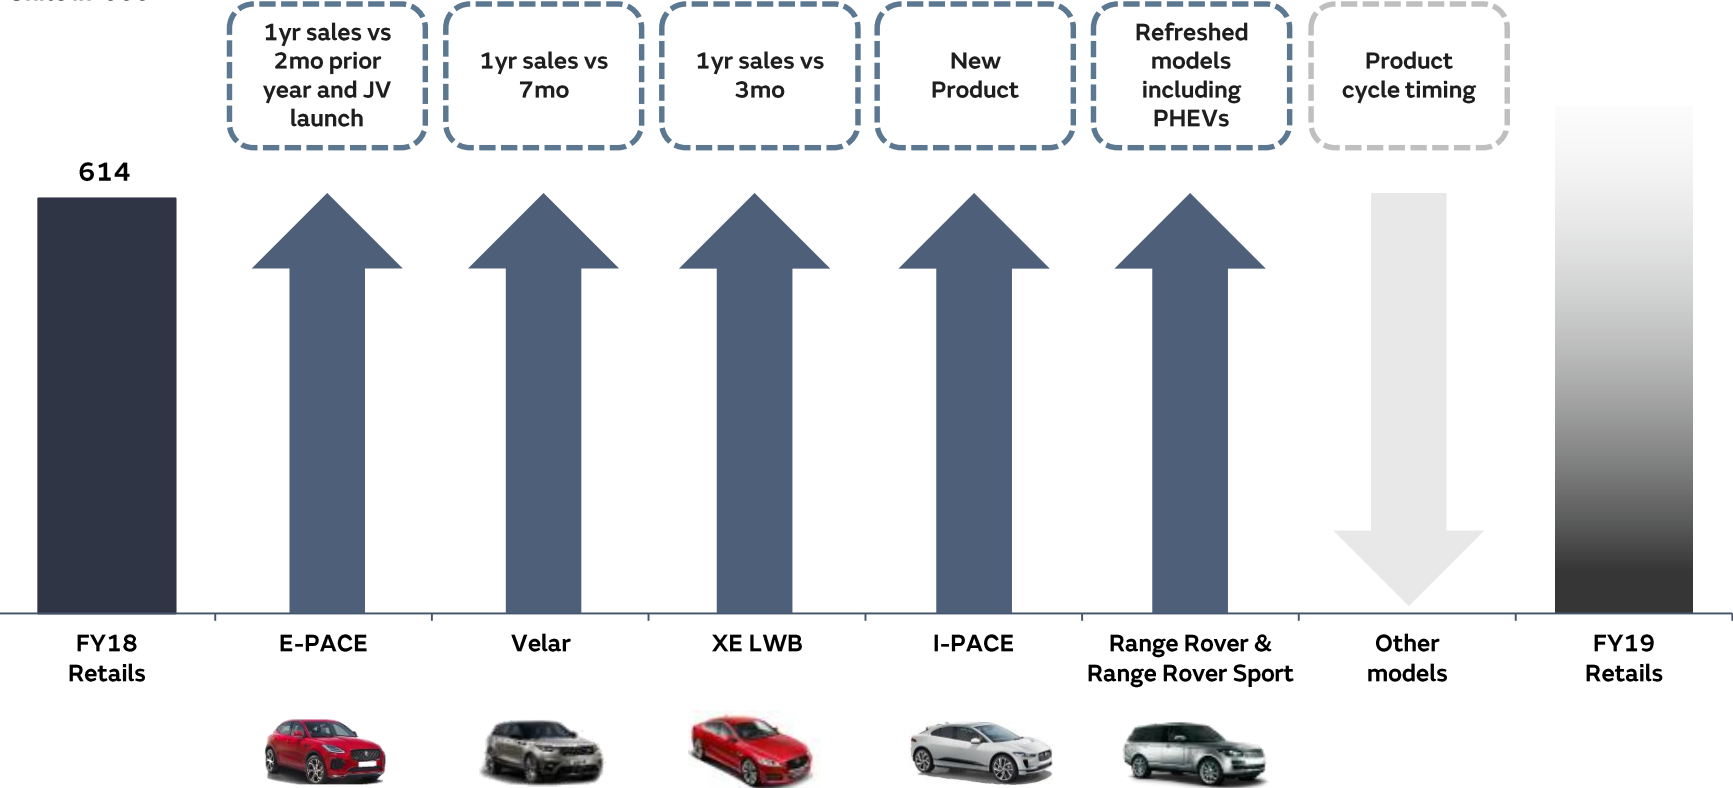 1yr sales vs
2mo prior
year and JV
launch
1yr sales vs
7mo
1yr sales vs
3mo
New
Product
Refreshed
models
including
PHEVs
Product
cycle timing
614
FY18
Retails
E-PACE
Velar
XE LWB
I-PACE
Range Rover &
Range Rover Sport
Other
models
FY19
Retails